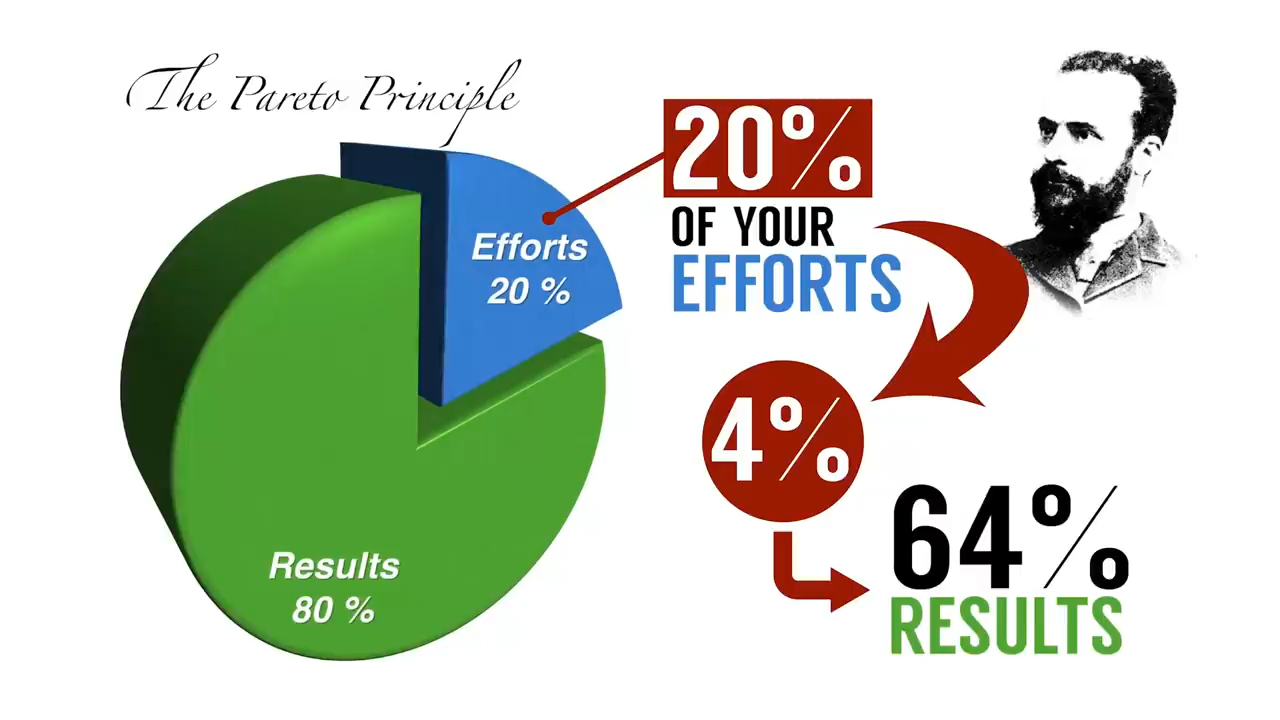 The Pareto Principle
Efforts
20 %
Results
80 %
20%
OF YOUR
EFFORTS
4%
64%
RESULTS